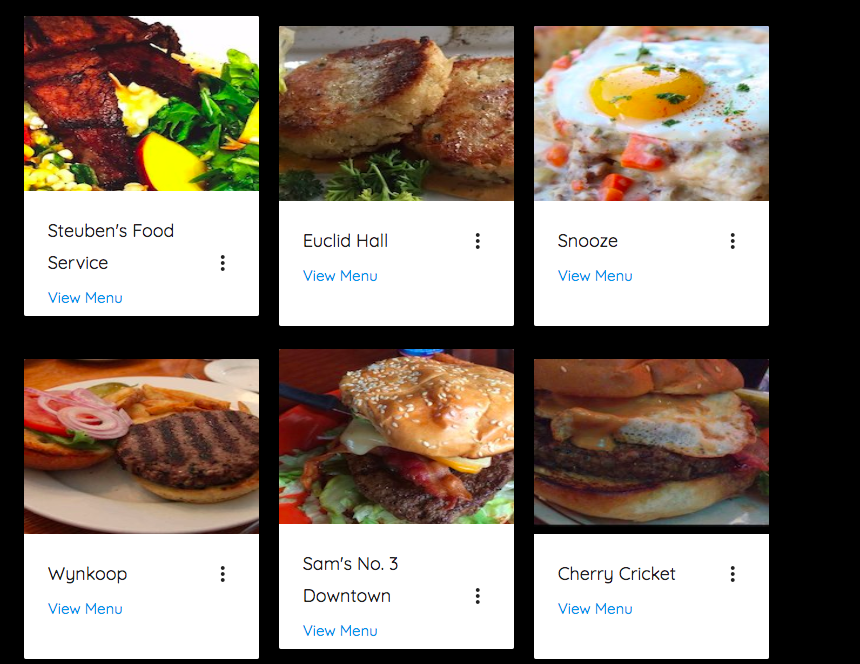 Steuben's Food
Service
View Menu
Euclid Hall
View Menu
Snooze
View Menu
Wynkoop
View Menu
Sam's No. 3
Downtown
View Menu
Cherry Cricket
View Menu